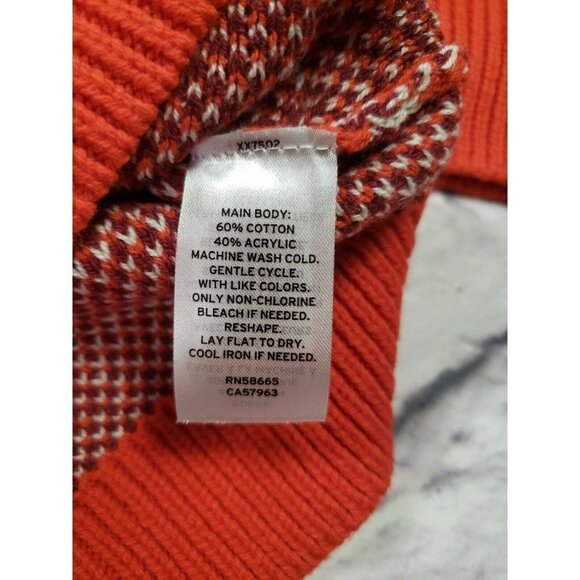 XX7502
MAIN BODY:
60% COTTON
40% ACRYLIC
MACHINE WASH COLD.
GENTLE CYCLE.
WITH LIKE COLORS.
ONLY NON-CHLORINE
BLEACH IF NEEDED.
RESHAPE.
LAY FLAT TO DRY.
COOL IRON IF NEEDED.
RN58665
CA57963